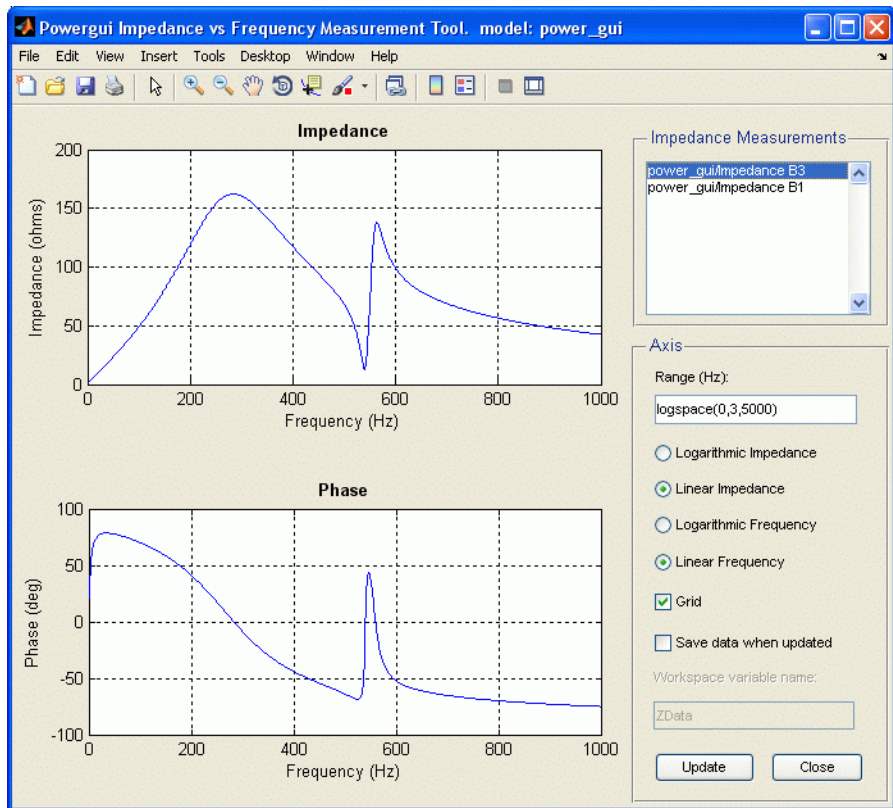 Powergui Impedance vs Frequency Measurement Tool.  model: power_gui
File Edit View Insert Tools Desktop Window Help
Impedance
200
150
100
50
0
Impedance (ohms)
0 200 400 600 800 1000
Frequency (Hz)
Phase
100
50
0
-50
-100
Phase (deg)
0 200 400 600 800 1000
Frequency (Hz)
Impedance Measurements
power_gui/Impedance B3
power_gui/Impedance B1
Axis
Range (Hz):
logspace(0,3,5000)
Logarithmic Impedance
Linear Impedance
Logarithmic Frequency
Linear Frequency
Grid
Save data when updated
Workspace variable name:
ZData
Update Close